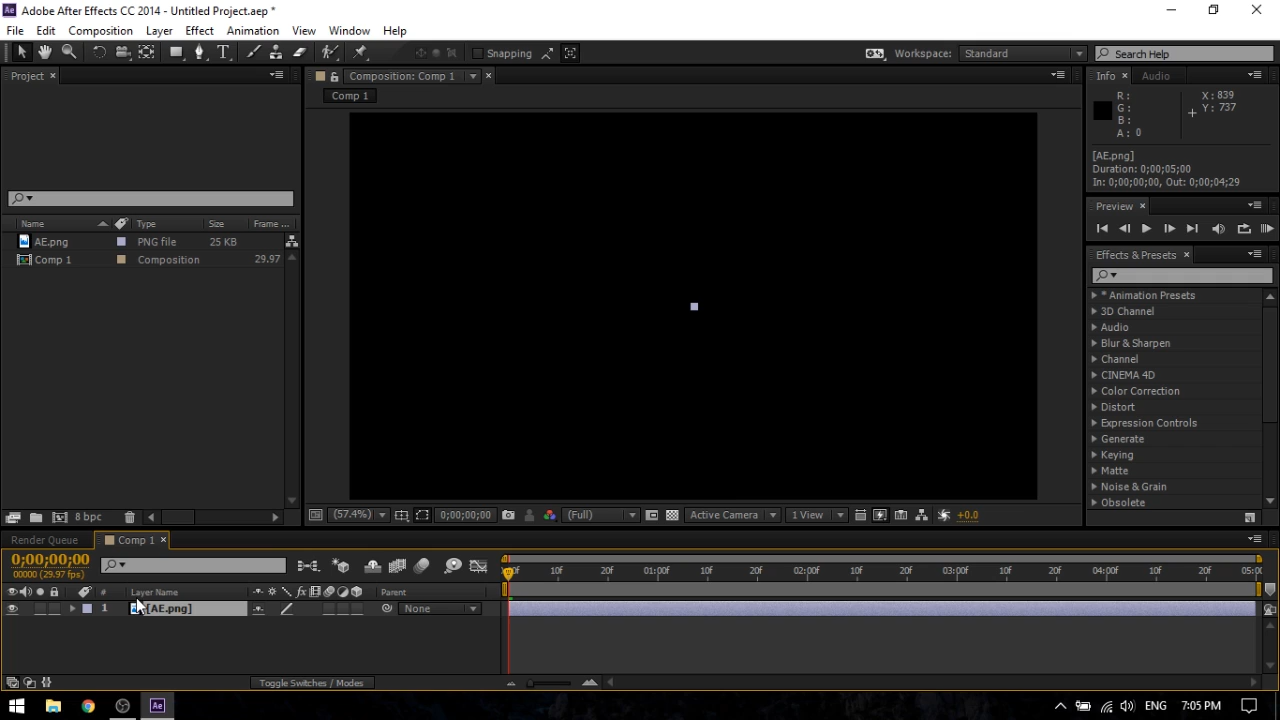 Adobe After Effects CC 2014 - Untitled Project.aep *
File Edit Composition Layer Effect Animation View Window Help
Snapping
Workspace: Standard
Search Help
Project
Composition: Comp 1
Info Audio
Comp 1
R :
G :
B :
A : 0
X : 839
Y : 737
[AE.png]
Duration: 0;00;05;00
In: 0;00;00;00, Out: 0;00;04;29
Preview
Name Type Size Frame ...
AE.png PNG file 25 KB
Comp 1 Composition 29.97
Effects & Presets
* Animation Presets
3D Channel
Audio
Blur & Sharpen
Channel
CINEMA 4D
Color Correction
Distort
Expression Controls
Generate
Keying
Matte
Noise & Grain
Obsolete
8 bpc
(57.4%) 0;00;00;00 (Full) Active Camera 1 View +0.0
Render Queue Comp 1
0;00;00;00
00000 (29.97 fps)
10f 20f 01:00f 10f 20f 02:00f 10f 20f 03:00f 10f 20f 04:00f 10f 20f
# Layer Name Parent
1 [AE.png] None
Toggle Switches / Modes
Ae ENG 7:05 PM